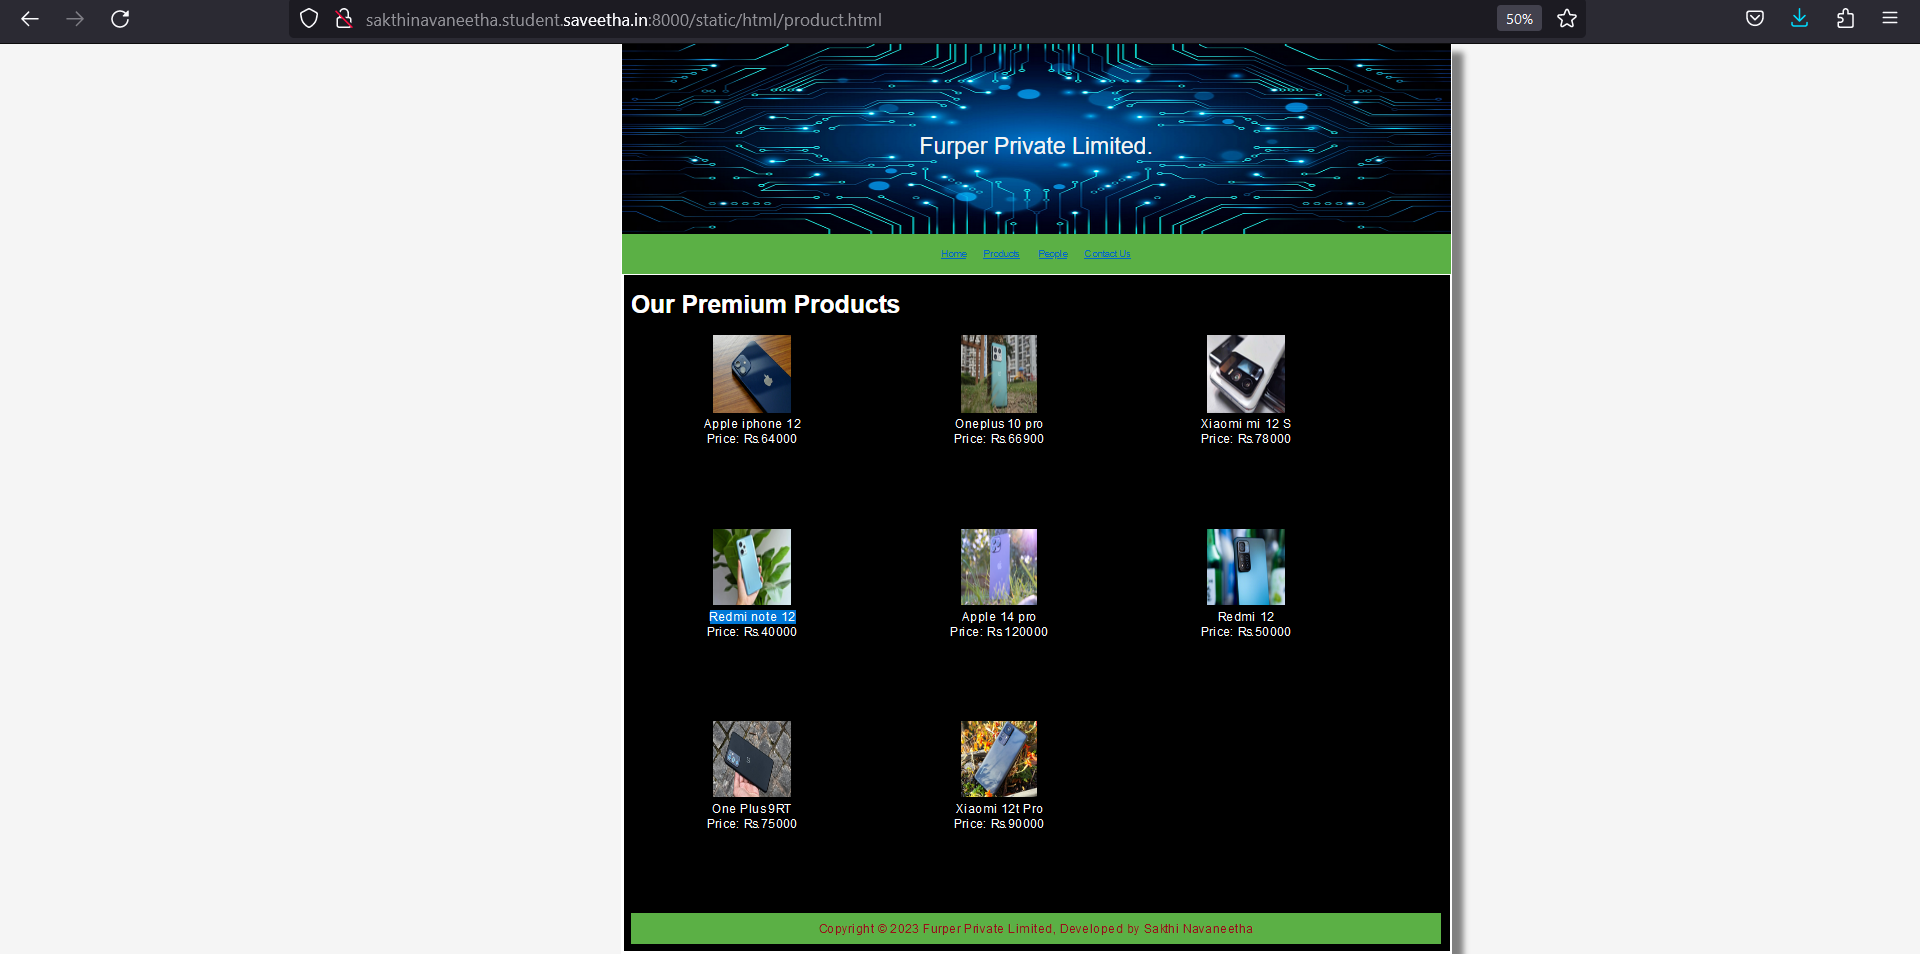 sakthinavaneetha.student.saveetha.in:8000/static/html/product.html
50%
Furper Private Limited.
Home Products People Contact Us
Our Premium Products
Apple iphone 12 Oneplus 10 pro Xiaomi mi 12 S
Price: Rs.64000 Price: Rs.66900 Price: Rs.78000
Redmi note 12 Apple 14 pro Redmi 12
Price: Rs.40000 Price: Rs.120000 Price: Rs.50000
One Plus 9RT Xiaomi 12t Pro
Price: Rs.75000 Price: Rs.90000
Copyright © 2023 Furper Private Limited, Developed by Sakthi Navaneetha